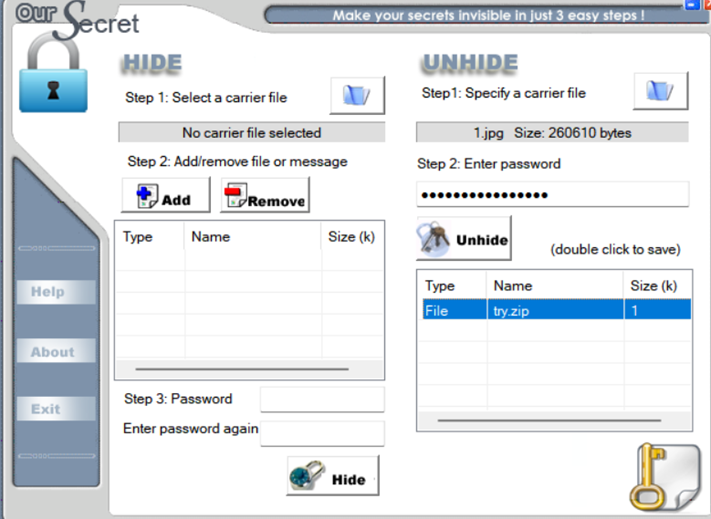 Our Secret
Make your secrets invisible in just 3 easy steps !
HIDE
Step 1: Select a carrier file
No carrier file selected
Step 2: Add/remove file or message
Add
Remove
Type Name Size (k)
Step 3: Password
Enter password again
Hide
UNHIDE
Step1: Specify a carrier file
1.jpg Size: 260610 bytes
Step 2: Enter password
••••••••••••••••
Unhide
(double click to save)
Type Name Size (k)
File try.zip 1
Help
About
Exit